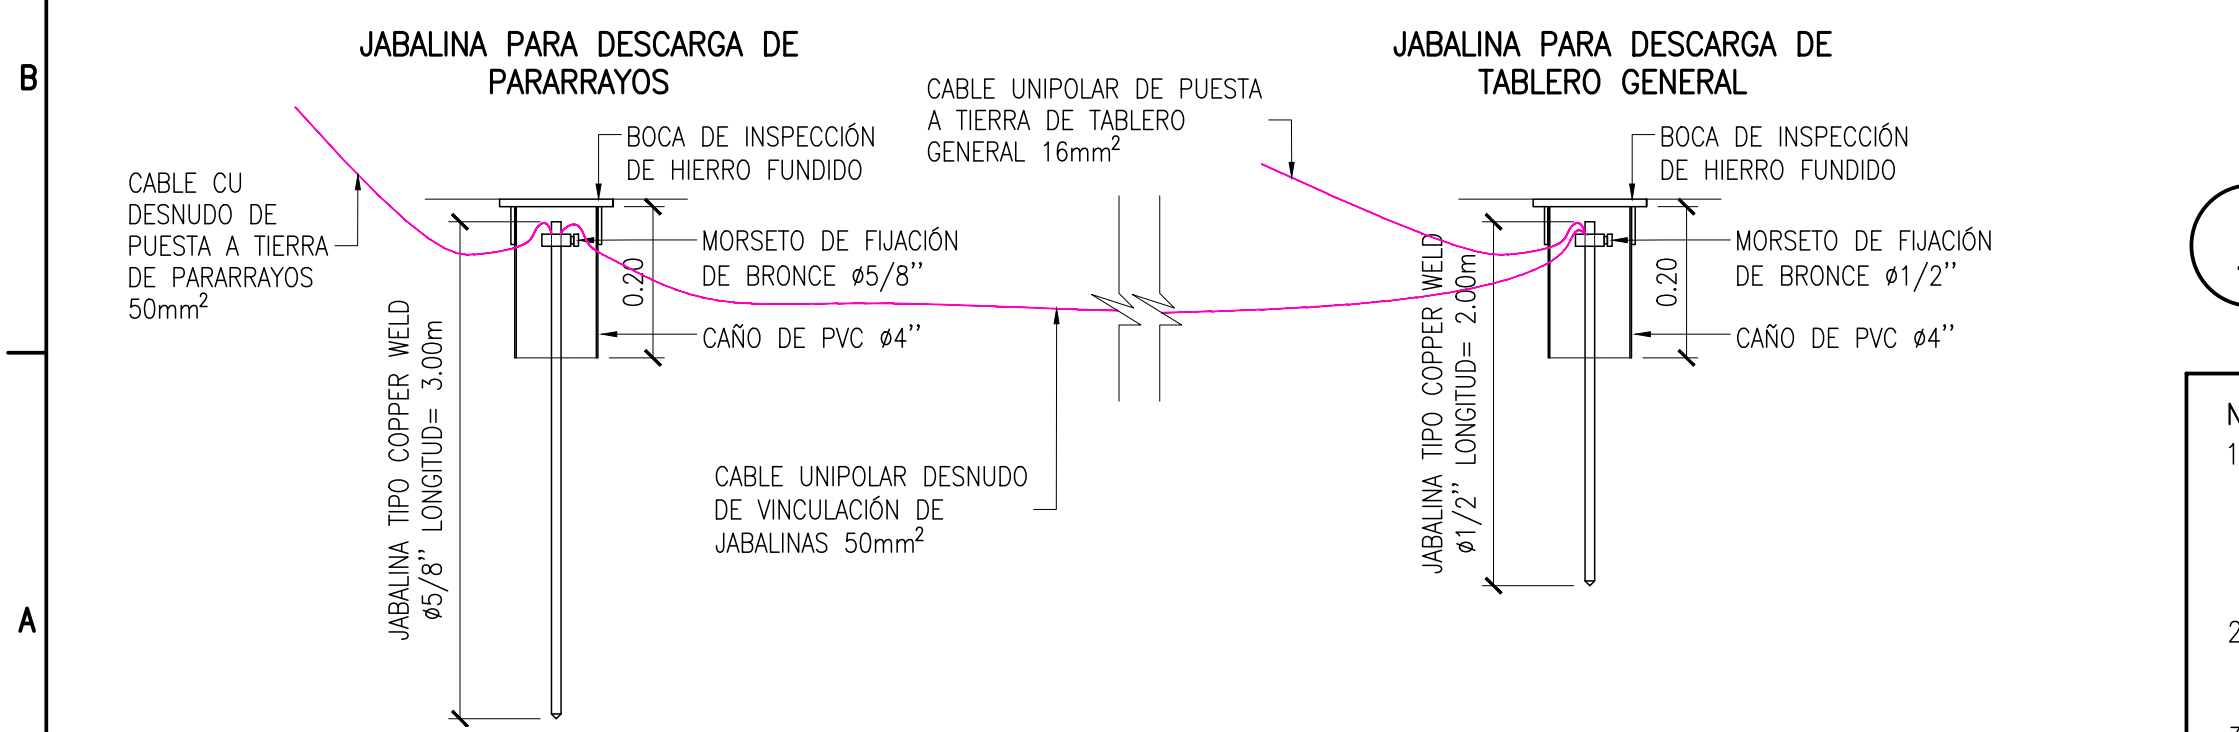 B
A
JABALINA PARA DESCARGA DE
PARARRAYOS
BOCA DE INSPECCIÓN
DE HIERRO FUNDIDO
CABLE CU
DESNUDO DE
PUESTA A TIERRA
DE PARARRAYOS
50mm²
MORSETO DE FIJACIÓN
DE BRONCE ø5/8’’
0.20
CAÑO DE PVC ø4’’
JABALINA TIPO COPPER WELD
ø5/8’’ LONGITUD= 3.00m
CABLE UNIPOLAR DESNUDO
DE VINCULACIÓN DE
JABALINAS 50mm²
CABLE UNIPOLAR DE PUESTA
A TIERRA DE TABLERO
GENERAL 16mm²
JABALINA PARA DESCARGA DE
TABLERO GENERAL
BOCA DE INSPECCIÓN
DE HIERRO FUNDIDO
MORSETO DE FIJACIÓN
DE BRONCE ø1/2’’
0.20
CAÑO DE PVC ø4’’
JABALINA TIPO COPPER WELD
ø1/2’’ LONGITUD= 2.00m
1
2